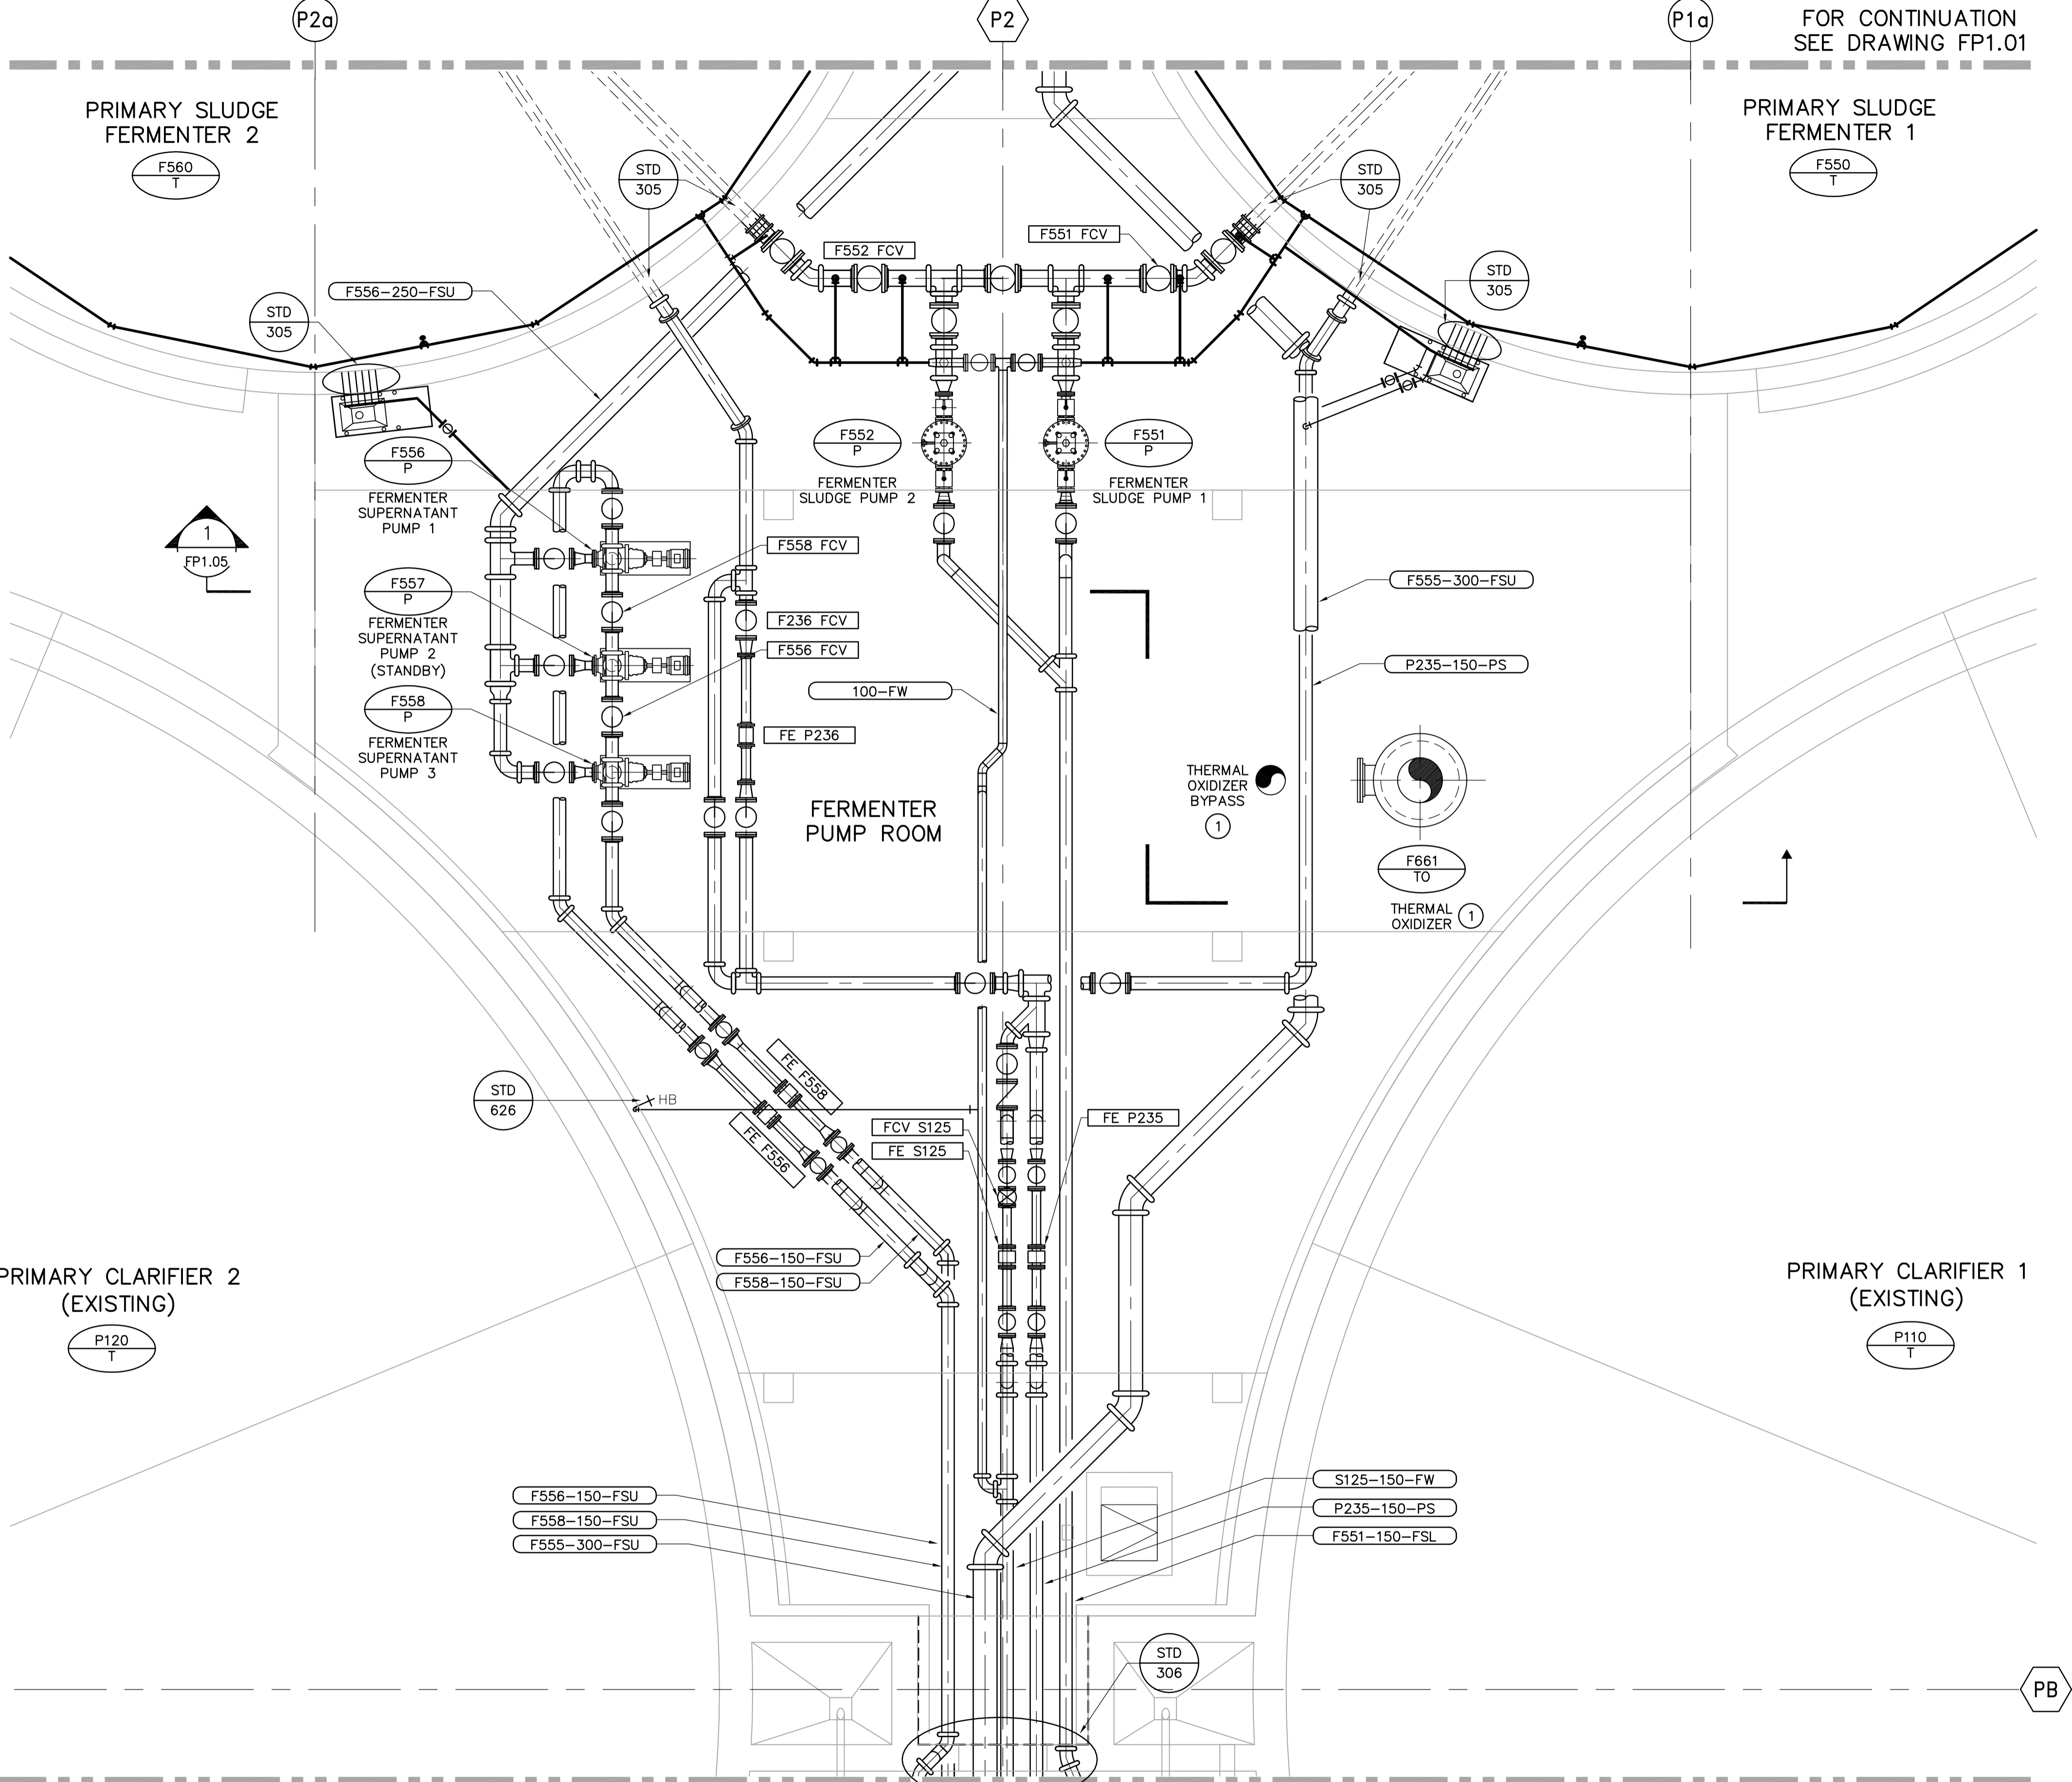 P2a
P2
P1a
FOR CONTINUATION
SEE DRAWING FP1.01
PRIMARY SLUDGE
FERMENTER 2
F560
T
PRIMARY SLUDGE
FERMENTER 1
F550
T
STD
305
STD
305
F552 FCV
F551 FCV
F556-250-FSU
STD
305
STD
305
F556
P
FERMENTER
SUPERNATANT
PUMP 1
F552
P
FERMENTER
SLUDGE PUMP 2
F551
P
FERMENTER
SLUDGE PUMP 1
1
FP1.05
F558 FCV
F557
P
FERMENTER
SUPERNATANT
PUMP 2
(STANDBY)
F555-300-FSU
F236 FCV
F556 FCV
P235-150-PS
100-FW
F558
P
FERMENTER
SUPERNATANT
PUMP 3
FE P236
THERMAL
OXIDIZER
BYPASS
1
FERMENTER
PUMP ROOM
F661
TO
THERMAL
OXIDIZER
1
STD
626
HB
FE F558
FE F556
FCV S125
FE S125
FE P235
F556-150-FSU
F558-150-FSU
PRIMARY CLARIFIER 2
(EXISTING)
P120
T
PRIMARY CLARIFIER 1
(EXISTING)
P110
T
F556-150-FSU
F558-150-FSU
F555-300-FSU
S125-150-FW
P235-150-PS
F551-150-FSL
STD
306
PB